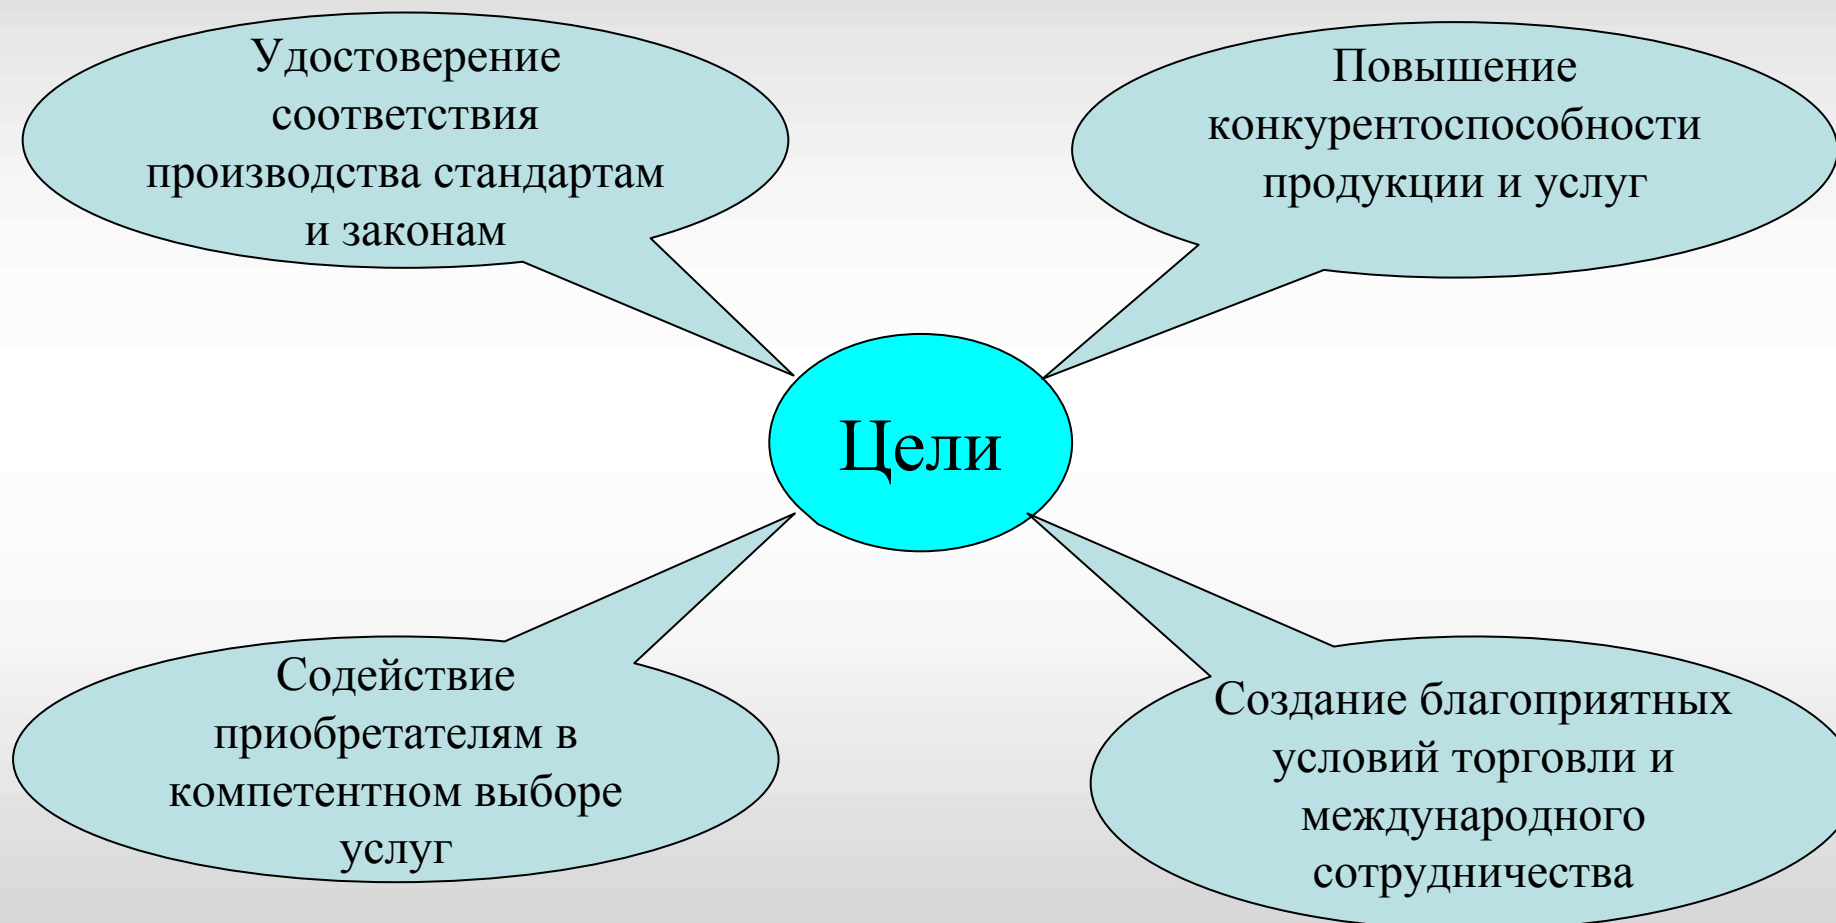 Удостоверение
соответствия
производства стандартам
и законам
Повышение
конкурентоспособности
продукции и услуг
Цели
Содействие
приобретателям в
компетентном выборе
услуг
Создание благоприятных
условий торговли и
международного
сотрудничества